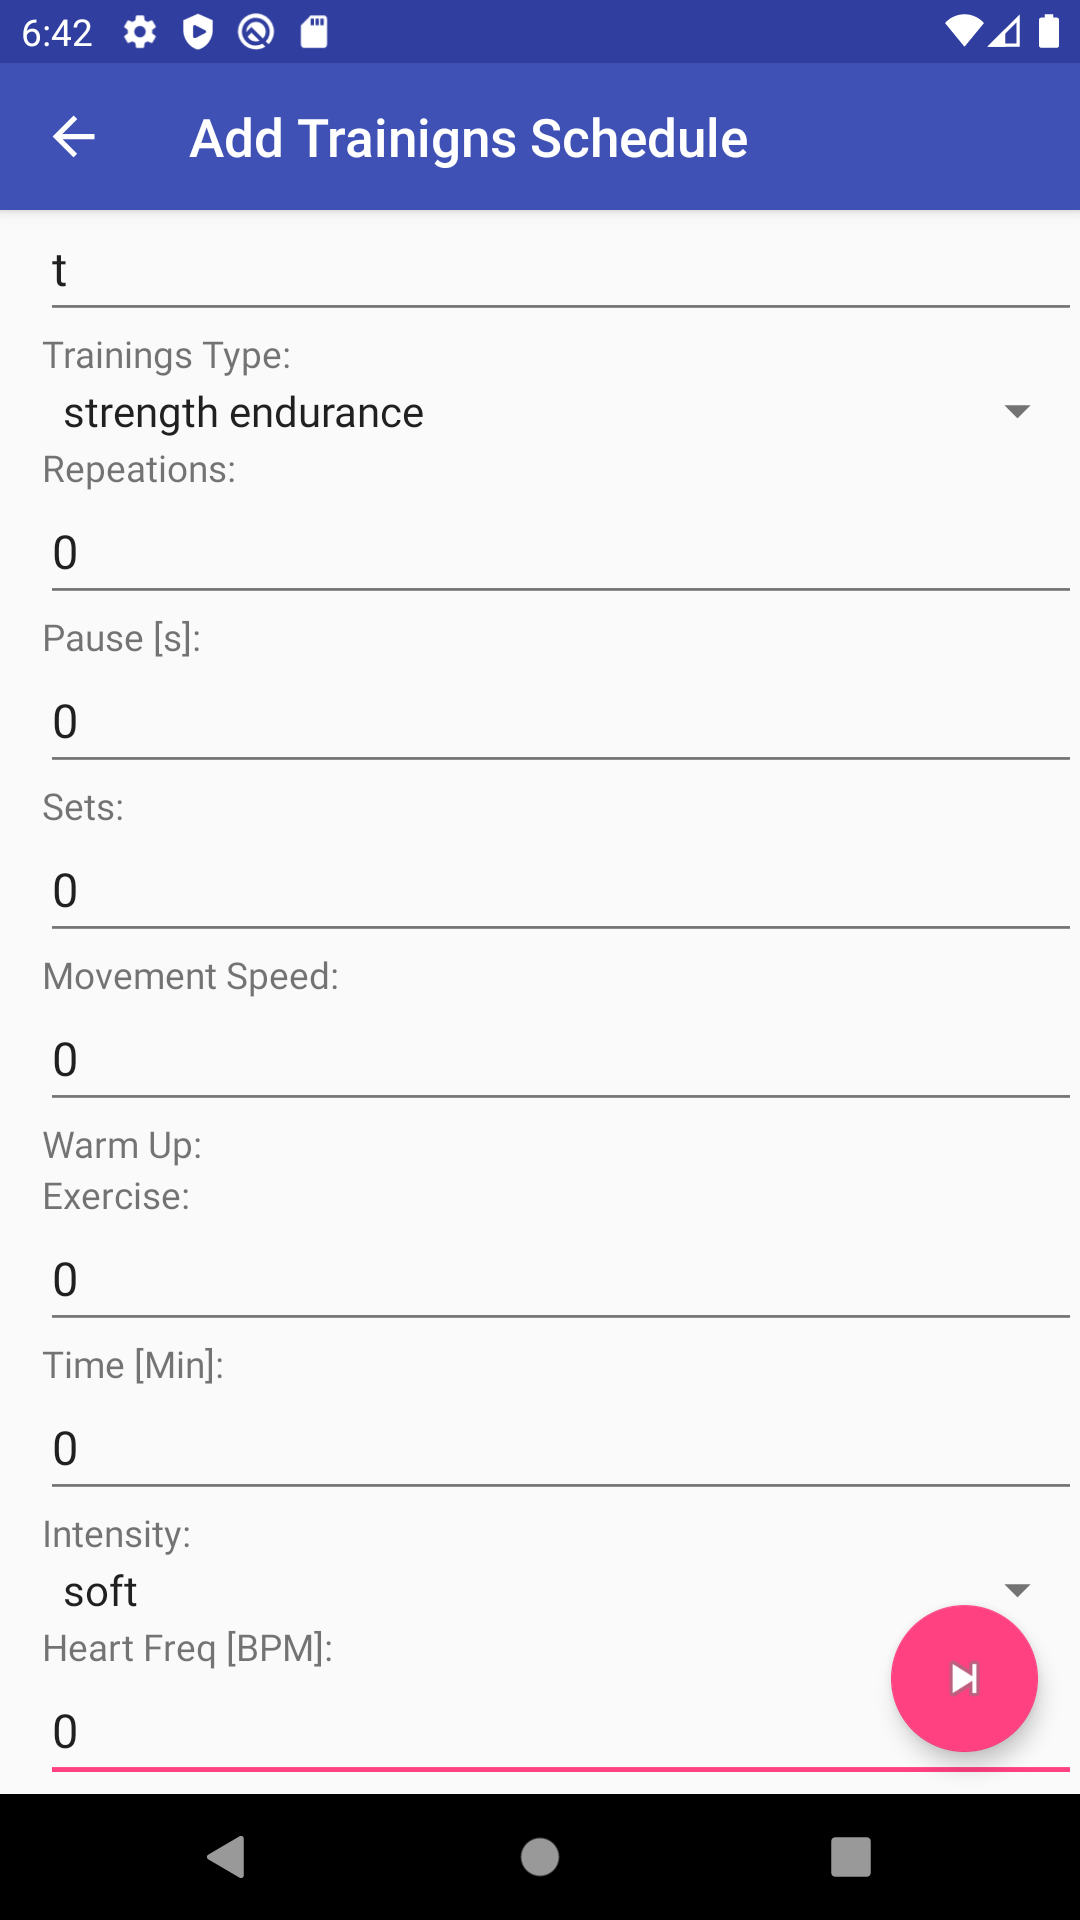 6:42
Add Trainigns Schedule
t
Trainings Type:
strength endurance
Repeations:
0
Pause [s]:
0
Sets:
0
Movement Speed:
0
Warm Up:
Exercise:
0
Time [Min]:
0
Intensity:
soft
Heart Freq [BPM]:
0